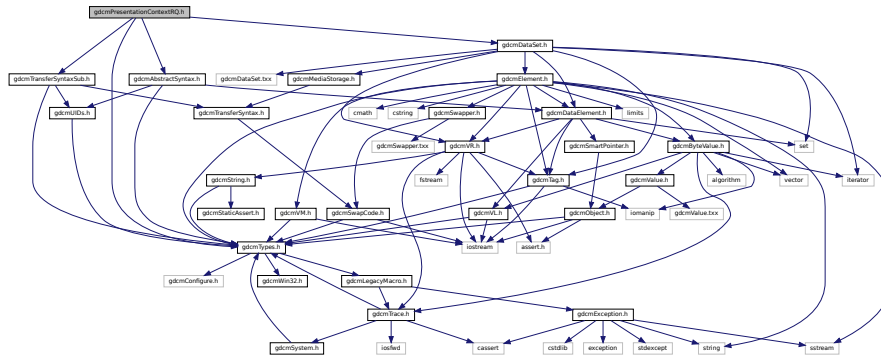 gdcmPresentationContextRQ.h
gdcmDataSet.h
gdcmTransferSyntaxSub.h
gdcmAbstractSyntax.h
gdcmDataSet.txx
gdcmMediaStorage.h
gdcmElement.h
gdcmUIDs.h
gdcmTransferSyntax.h
cmath
cstring
gdcmSwapper.h
gdcmDataElement.h
limits
gdcmSwapper.txx
gdcmVR.h
gdcmSmartPointer.h
gdcmByteValue.h
set
gdcmString.h
fstream
gdcmTag.h
gdcmValue.h
algorithm
vector
iterator
gdcmStaticAssert.h
gdcmVM.h
gdcmSwapCode.h
gdcmVL.h
gdcmObject.h
iomanip
gdcmValue.txx
gdcmTypes.h
iostream
assert.h
gdcmConfigure.h
gdcmWin32.h
gdcmLegacyMacro.h
gdcmTrace.h
gdcmException.h
gdcmSystem.h
iosfwd
cassert
cstdlib
exception
stdexcept
string
sstream